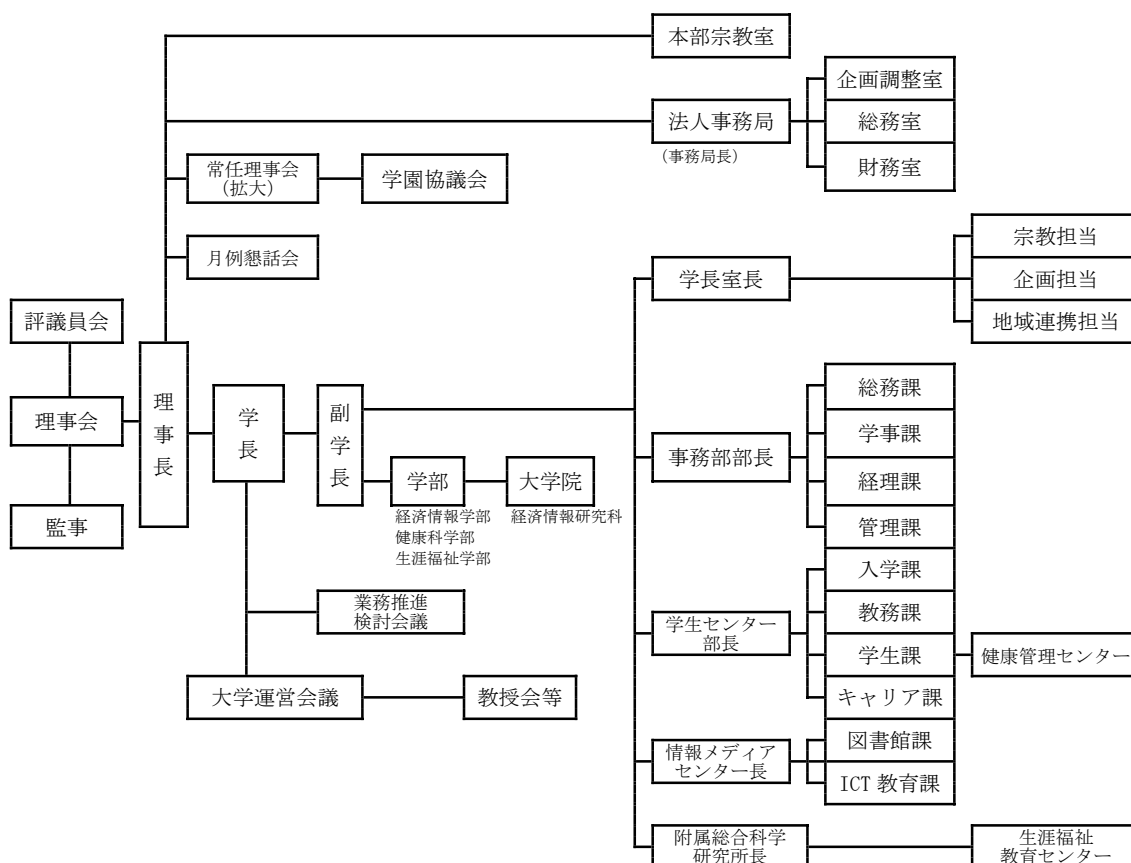 本部宗教室
企画調整室
法人事務局
総務室
(事務局長)
財務室
常任理事会
(拡大)
学園協議会
月例懇話会
宗教担当
学長室長
企画担当
地域連携担当
評議員会
理事会
監事
理事長
学長
副学長
学部
大学院
経済情報学部
経済情報研究科
健康科学部
生涯福祉学部
総務課
学事課
事務部部長
経理課
管理課
業務推進
検討会議
大学運営会議
教授会等
入学課
教務課
学生センター
部長
学生課
健康管理センター
キャリア課
図書館課
情報メディア
センター長
ICT 教育課
附属総合科学
研究所長
生涯福祉
教育センター